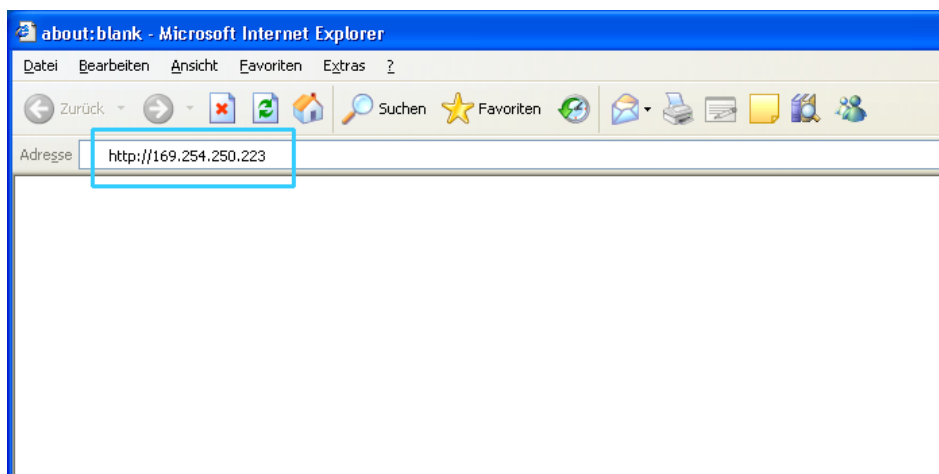 about:blank - Microsoft Internet Explorer
Datei Bearbeiten Ansicht Favoriten Extras ?
Zurück Suchen Favoriten
Adresse http://169.254.250.223